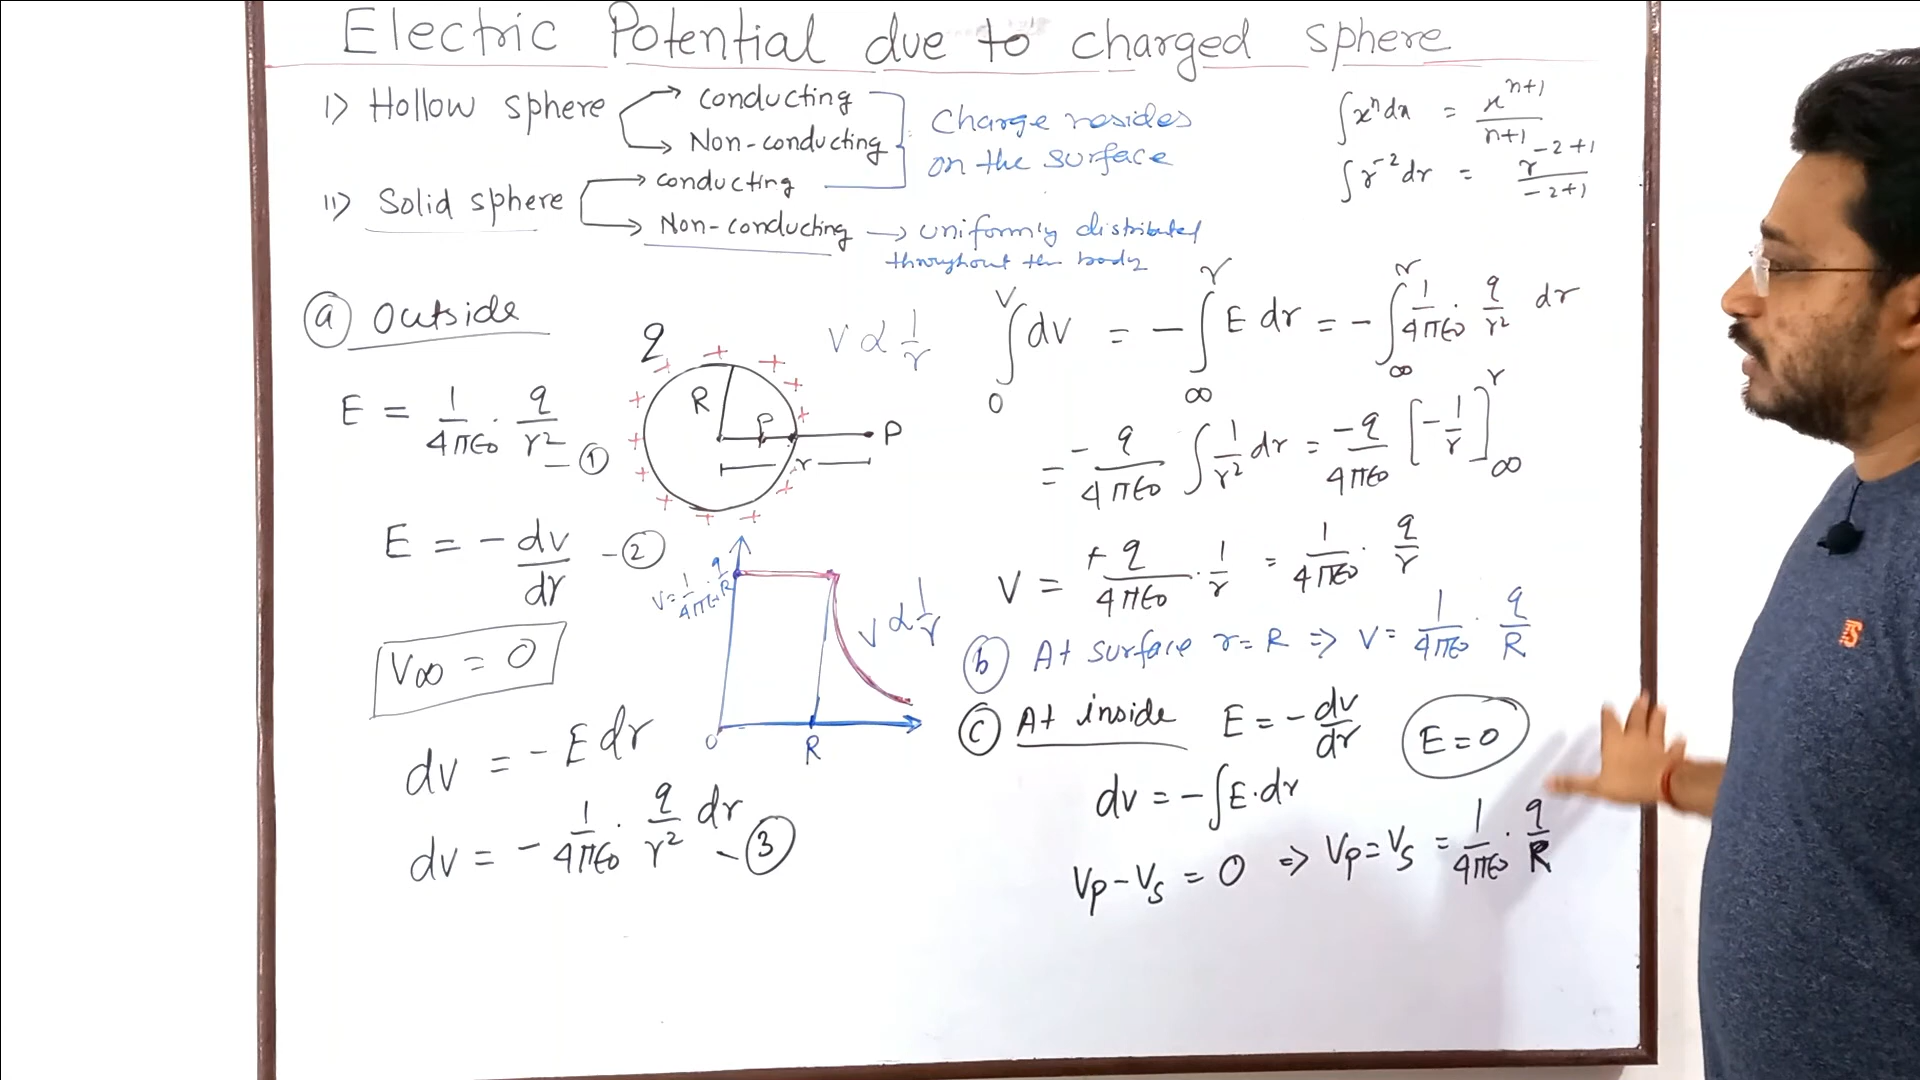 Electric Potential due to charged sphere
I) Hollow sphere
conducting
Non-conducting
Charge resides
on the surface
II) Solid sphere
conducting
Non-conducting → uniformly distributed
throughout the body
∫xⁿdx = xⁿ⁺¹/n+1
∫r⁻²dr = r⁻²⁺¹/-2+1
(a) Outside
E = 1/4πε₀ · q/r² –①
E = - dv/dr –②
V∞ = 0
dv = - E dr
dv = - 1/4πε₀ · q/r² dr –③
q
R
P
P
r
V ∝ 1/r
V = 1/4πε₀ · q/R
V ∝ 1/r
O
R
∫₀ⱽ dv = - ∫∞ʳ E dr = - ∫∞ʳ 1/4πε₀ · q/r² dr
= - q/4πε₀ ∫ 1/r² dr = -q/4πε₀ [-1/r]∞ʳ
V = +q/4πε₀ · 1/r = 1/4πε₀ · q/r
(b) At surface r = R ⇒ V = 1/4πε₀ · q/R
(c) At inside E = - dv/dr E = 0
dv = - ∫E·dr
Vp - Vs = 0 ⇒ Vp = Vs = 1/4πε₀ · q/R